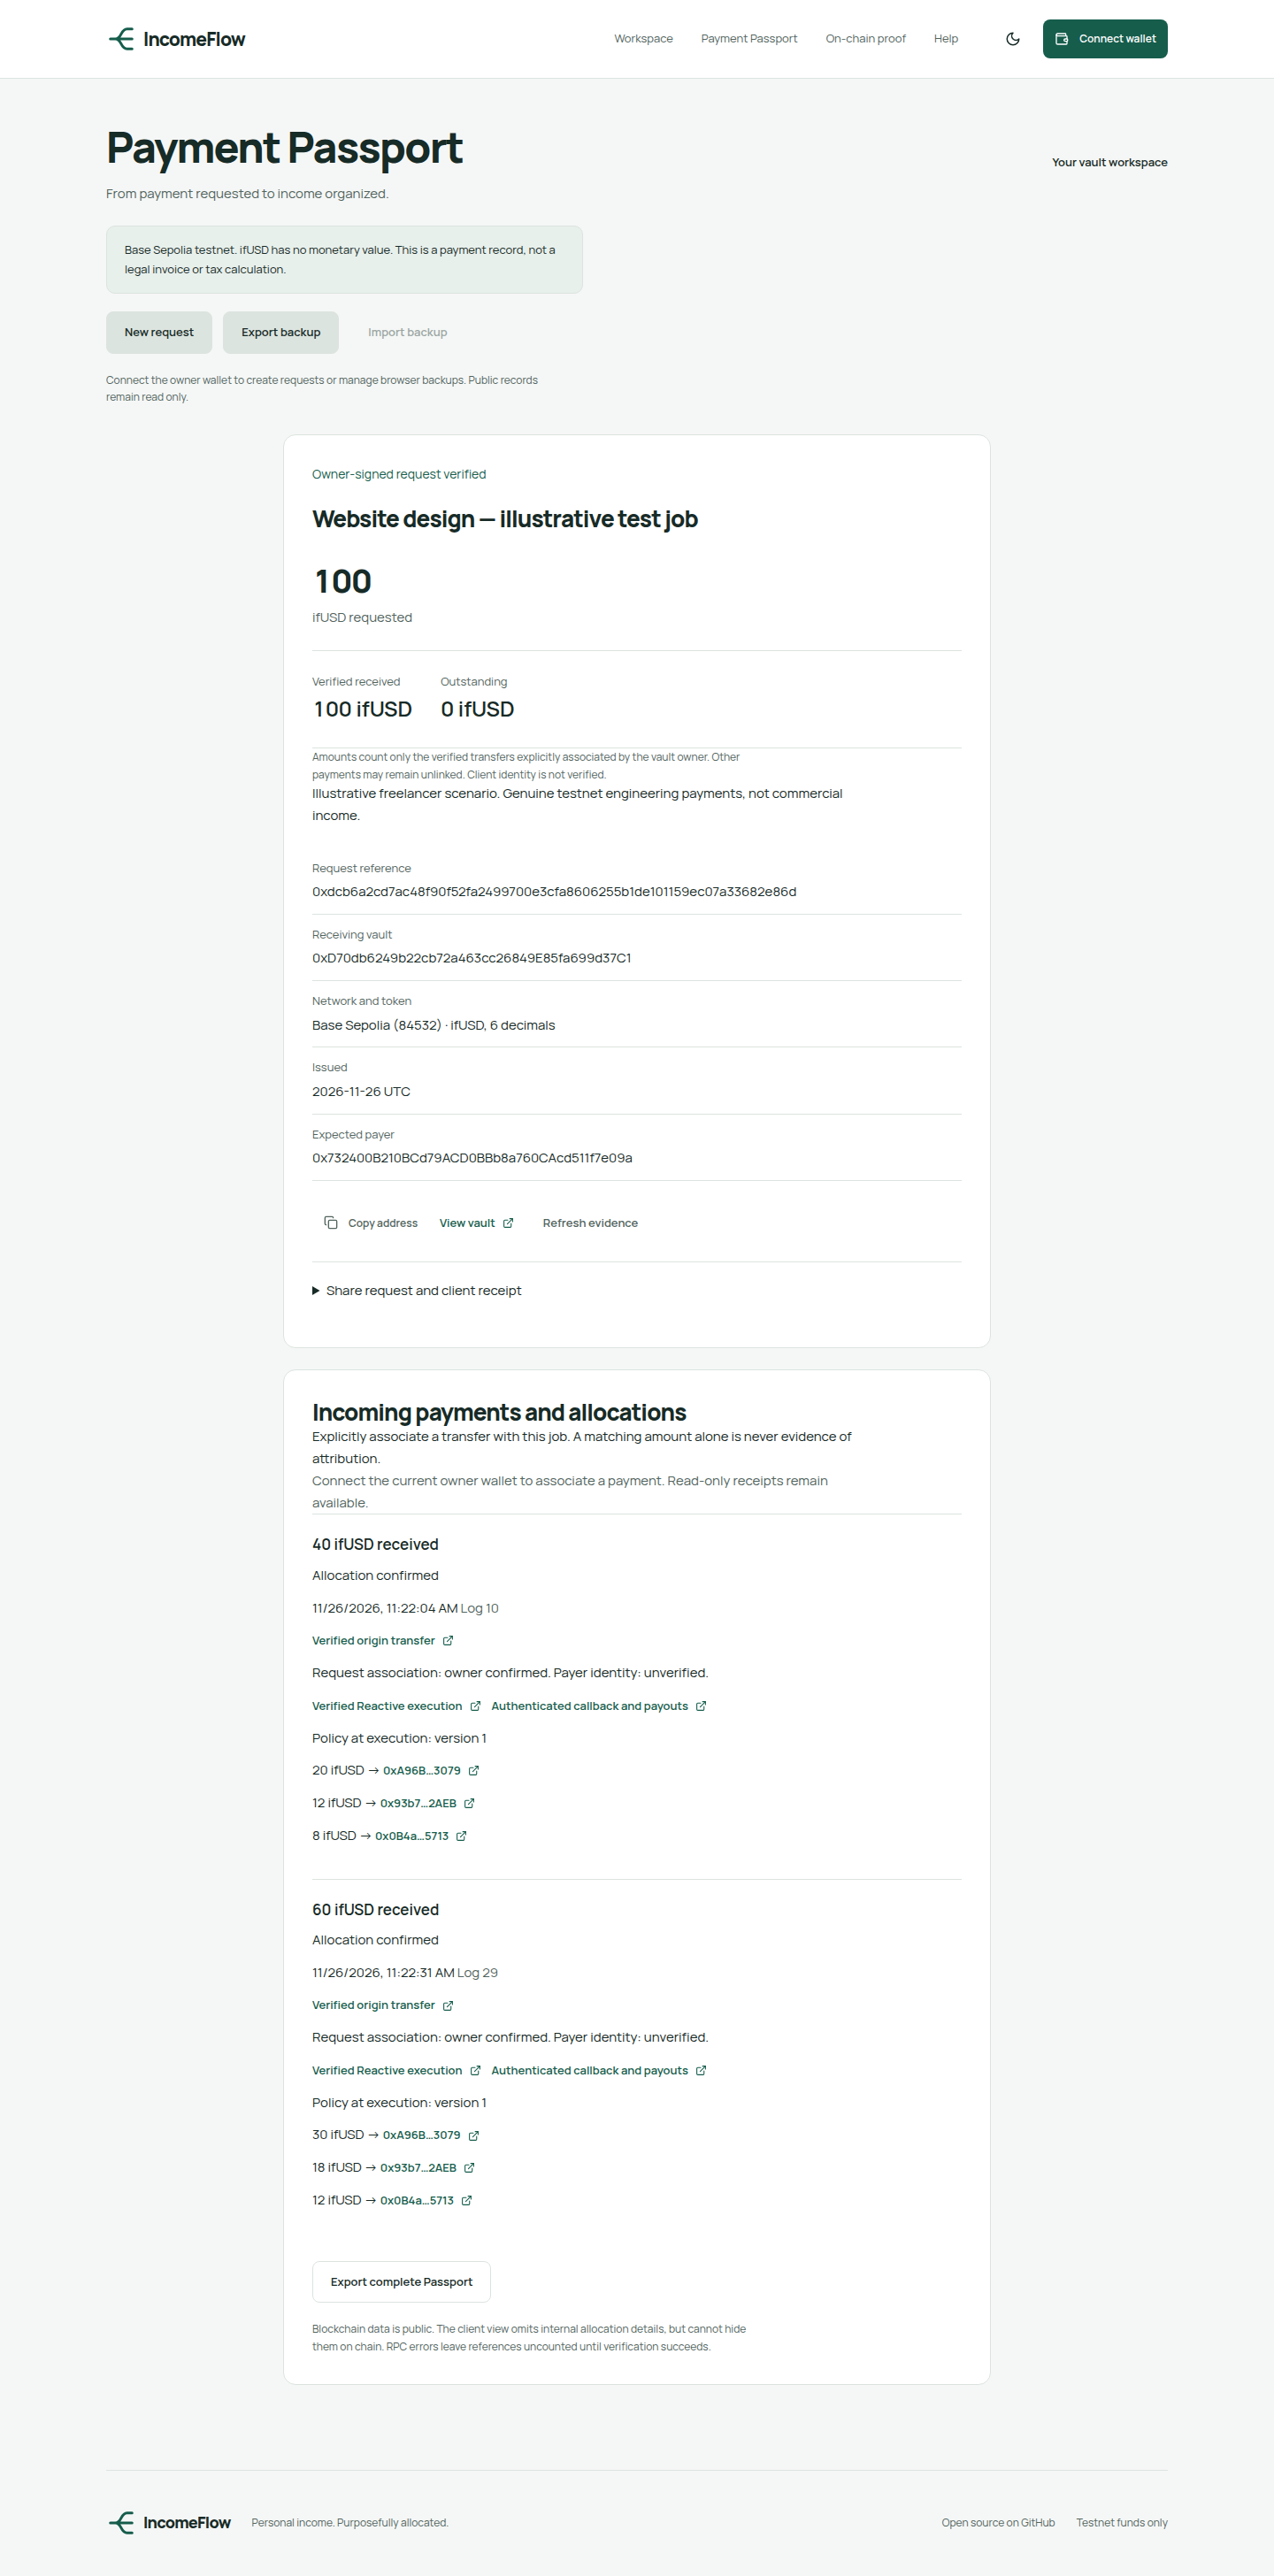 IncomeFlow
Workspace
Payment Passport
On-chain proof
Help
Connect wallet
Payment Passport
Your vault workspace
From payment requested to income organized.
Base Sepolia testnet. ifUSD has no monetary value. This is a payment record, not a
legal invoice or tax calculation.
New request
Export backup
Import backup
Connect the owner wallet to create requests or manage browser backups. Public records
remain read only.
Owner-signed request verified
Website design — illustrative test job
100
ifUSD requested
Verified received
Outstanding
100 ifUSD
0 ifUSD
Amounts count only the verified transfers explicitly associated by the vault owner. Other
payments may remain unlinked. Client identity is not verified.
Illustrative freelancer scenario. Genuine testnet engineering payments, not commercial
income.
Request reference
0xdcb6a2cd7ac48f90f52fa2499700e3cfa8606255b1de101159ec07a33682e86d
Receiving vault
0xD70db6249b22cb72a463cc26849E85fa699d37C1
Network and token
Base Sepolia (84532) · ifUSD, 6 decimals
Issued
2026-11-26 UTC
Expected payer
0x732400B210BCd79ACD0BBb8a760CAcd511f7e09a
Copy address
View vault
Refresh evidence
Share request and client receipt
Incoming payments and allocations
Explicitly associate a transfer with this job. A matching amount alone is never evidence of
attribution.
Connect the current owner wallet to associate a payment. Read-only receipts remain
available.
40 ifUSD received
Allocation confirmed
11/26/2026, 11:22:04 AM Log 10
Verified origin transfer
Request association: owner confirmed. Payer identity: unverified.
Verified Reactive execution Authenticated callback and payouts
Policy at execution: version 1
20 ifUSD → 0xA96B…3079
12 ifUSD → 0x93b7…2AEB
8 ifUSD → 0x0B4a…5713
60 ifUSD received
Allocation confirmed
11/26/2026, 11:22:31 AM Log 29
Verified origin transfer
Request association: owner confirmed. Payer identity: unverified.
Verified Reactive execution Authenticated callback and payouts
Policy at execution: version 1
30 ifUSD → 0xA96B…3079
18 ifUSD → 0x93b7…2AEB
12 ifUSD → 0x0B4a…5713
Export complete Passport
Blockchain data is public. The client view omits internal allocation details, but cannot hide
them on chain. RPC errors leave references uncounted until verification succeeds.
IncomeFlow
Personal income. Purposefully allocated.
Open source on GitHub
Testnet funds only